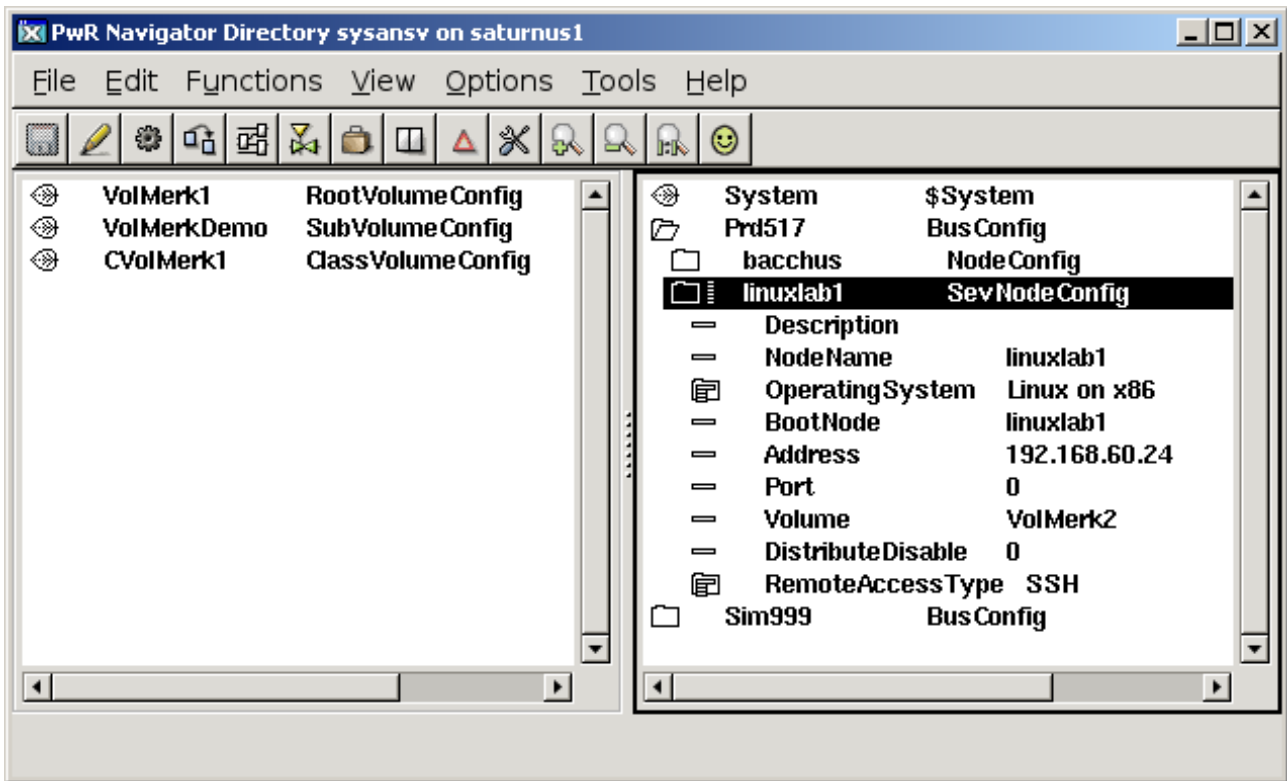 PwR Navigator Directory sysansv on saturnus1
File Edit Functions View Options Tools Help
VolMerk1 RootVolumeConfig
VolMerkDemo SubVolumeConfig
CVolMerk1 ClassVolumeConfig
System $System
Prd517 BusConfig
bacchus NodeConfig
linuxlab1 SevNodeConfig
Description
NodeName linuxlab1
OperatingSystem Linux on x86
BootNode linuxlab1
Address 192.168.60.24
Port 0
Volume VolMerk2
DistributeDisable 0
RemoteAccessType SSH
Sim999 BusConfig